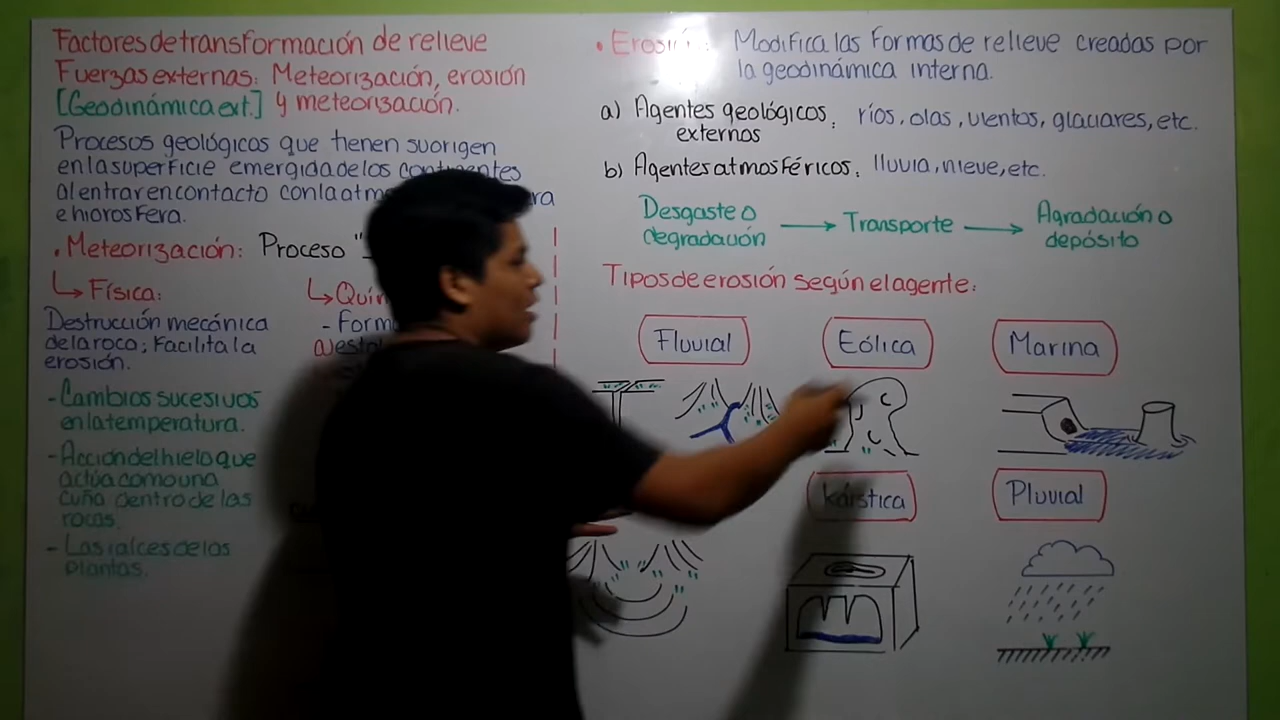 Factores de transformación de relieve
Fuerzas externas: Meteorización, erosión
[Geodinámica ext.] y meteorización.
Procesos geológicos que tienen su origen
en la superficie emergida de los continentes
al entrar en contacto con la
e hidrosfera.
• Meteorización: Proceso
Física:
Destrucción mecánica
de la roca; Facilita la
erosión.
- Cambios sucesivos
en la temperatura.
- Acción del hielo que
actúa como una
cuña dentro de las
rocas.
- Las raíces de las
plantas.
• Erosión: Modifica las formas de relieve creadas por
la geodinámica interna.
a) Agentes geológicos
externos: ríos, olas, vientos, glaciares, etc.
b) Agentes atmosféricos: lluvia, nieve, etc.
Desgaste o
degradación → Transporte → Agradación o
depósito
Tipos de erosión según el agente:
Fluvial Eólica Marina
Kárstica Pluvial